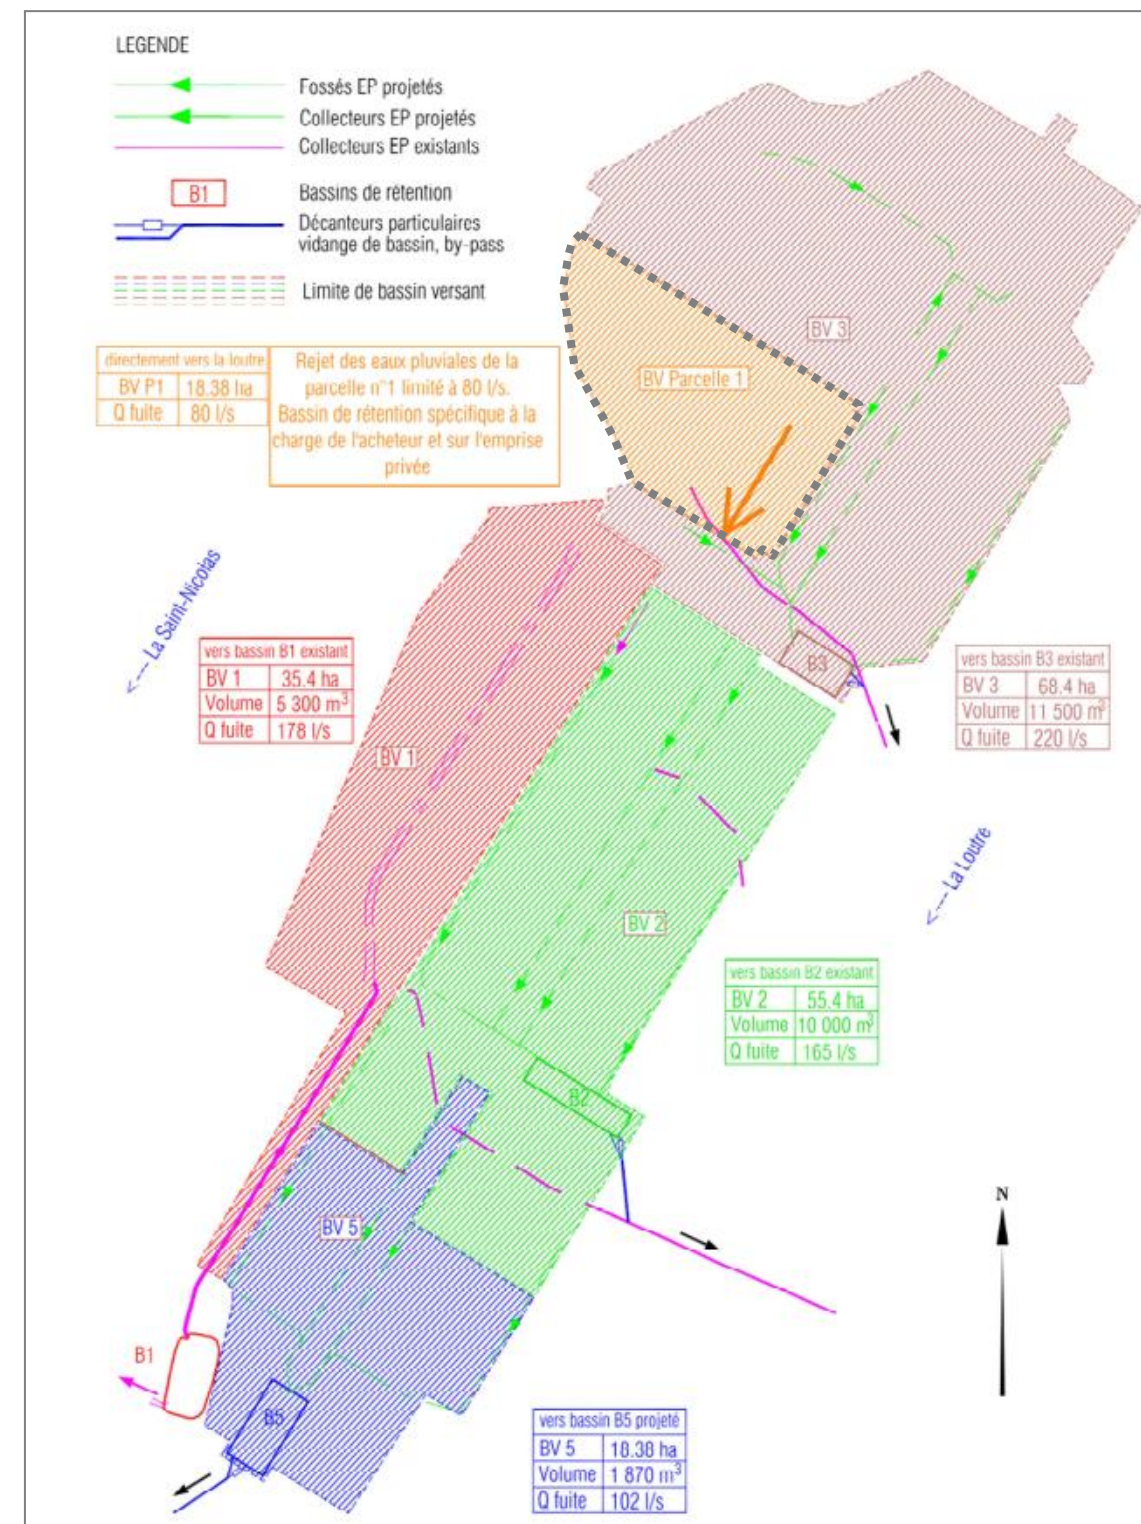 LEGENDE
Fossés EP projetés
Collecteurs EP projetés
Collecteurs EP existants
B1
Bassins de rétention
Décanteurs particulaires
vidange de bassin, by-pass
Limite de bassin versant
directement vers la loutre
BV P1 18.38 ha
Q fuite 80 l/s
Rejet des eaux pluviales de la
parcelle n°1 limité à 80 l/s.
Bassin de rétention spécifique à la
charge de l'acheteur et sur l'emprise
privée
BV 3
BV Parcelle 1
<--- La Saint-Nicolas
vers bassin B1 existant
BV 1 35.4 ha
Volume 5 300 m³
Q fuite 178 l/s
B3
vers bassin B3 existant
BV 3 68.4 ha
Volume 11 500 m³
Q fuite 220 l/s
BV 1
<--- La Loutre
BV 2
vers bassin B2 existant
BV 2 55.4 ha
Volume 10 000 m³
Q fuite 165 l/s
B2
N
BV 5
B1
B5
vers bassin B5 projeté
BV 5 18.38 ha
Volume 1 870 m³
Q fuite 102 l/s